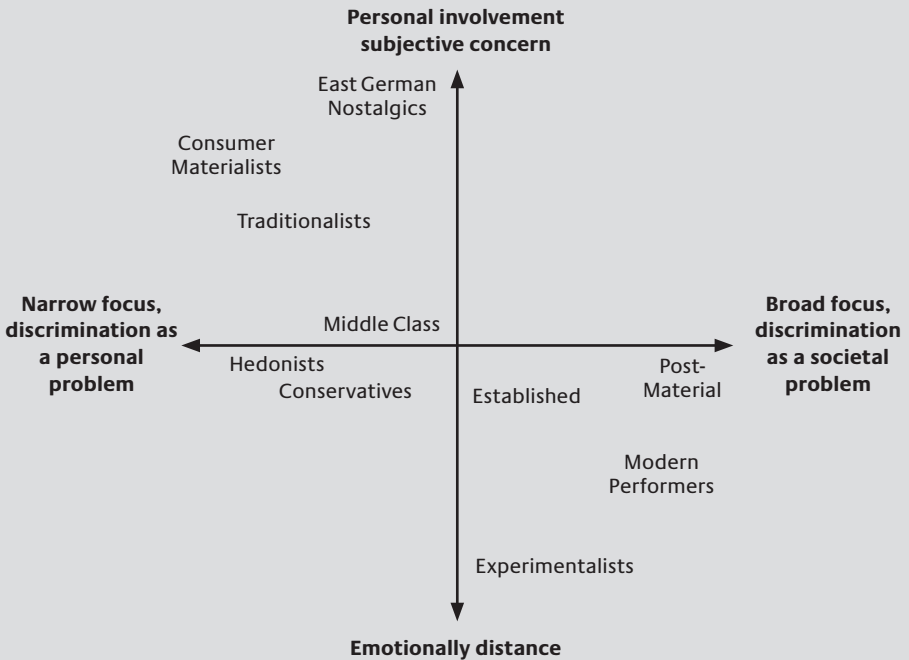 Personal involvement
subjective concern
East German
Nostalgics
Consumer
Materialists
Traditionalists
Narrow focus,
discrimination as
a personal
problem
Middle Class
Broad focus,
discrimination
as a societal
problem
Hedonists
Conservatives
Established
Post-
Material
Modern
Performers
Experimentalists
Emotionally distance